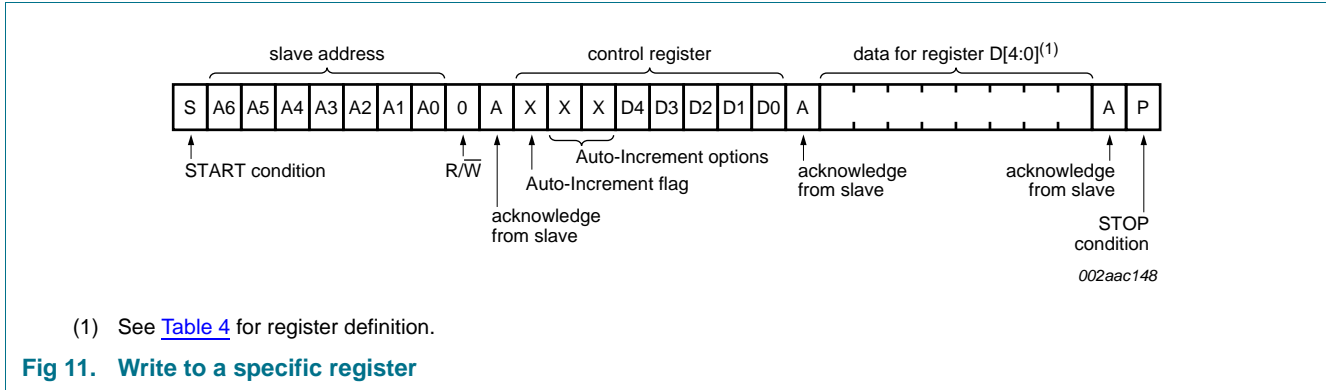 slave address control register data for register D[4:0](1)
S A6 A5 A4 A3 A2 A1 A0 0 A X X X D4 D3 D2 D1 D0 A A P
Auto-Increment options
START condition R/W̅ Auto-Increment flag acknowledge
from slave acknowledge
from slave
acknowledge
from slave
STOP
condition
002aac148
(1) See Table 4 for register definition.
Fig 11. Write to a specific register